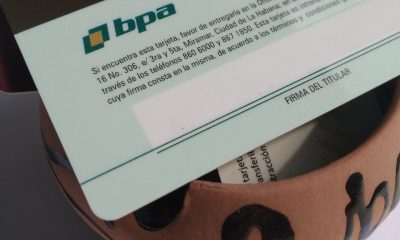 bpa
Si encuentra esta tarjeta, favor de entregarla en la
16 No. 306, e/ 3ra y 5ta, Miramar, Ciudad de La Habana; en
través de los teléfonos 860 6000 y 867 1850. Esta tarjeta es
cuya firma consta en la misma, de acuerdo a los términos y condiciones
FIRMA DEL TITULAR
tarje